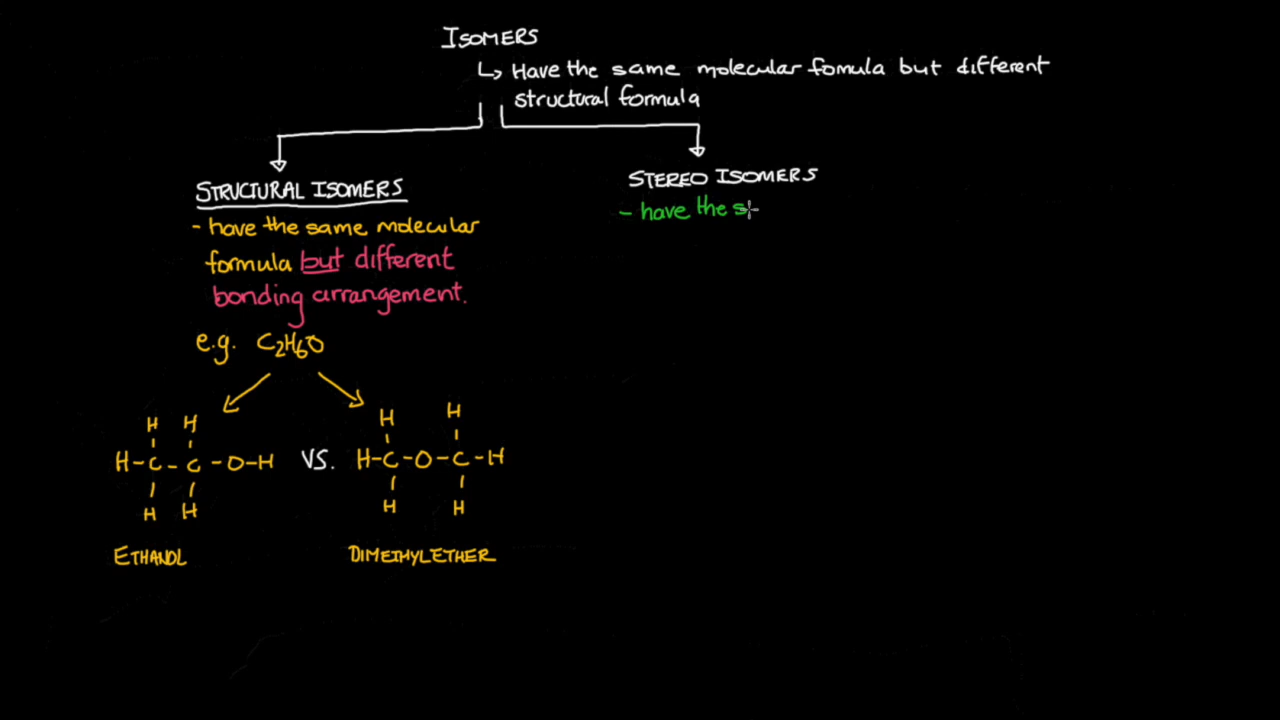 ISOMERS
↳ Have the same molecular fomula but different
structural formula
STRUCTURAL ISOMERS
- have the same molecular
formula but different
bonding arrangement.
e.g. C2H6O
STEREO ISOMERS
- have the s
H H
H-C-C-O-H
H H
ETHANOL
VS.
H H
H-C-O-C-H
H H
DIMETHYLETHER